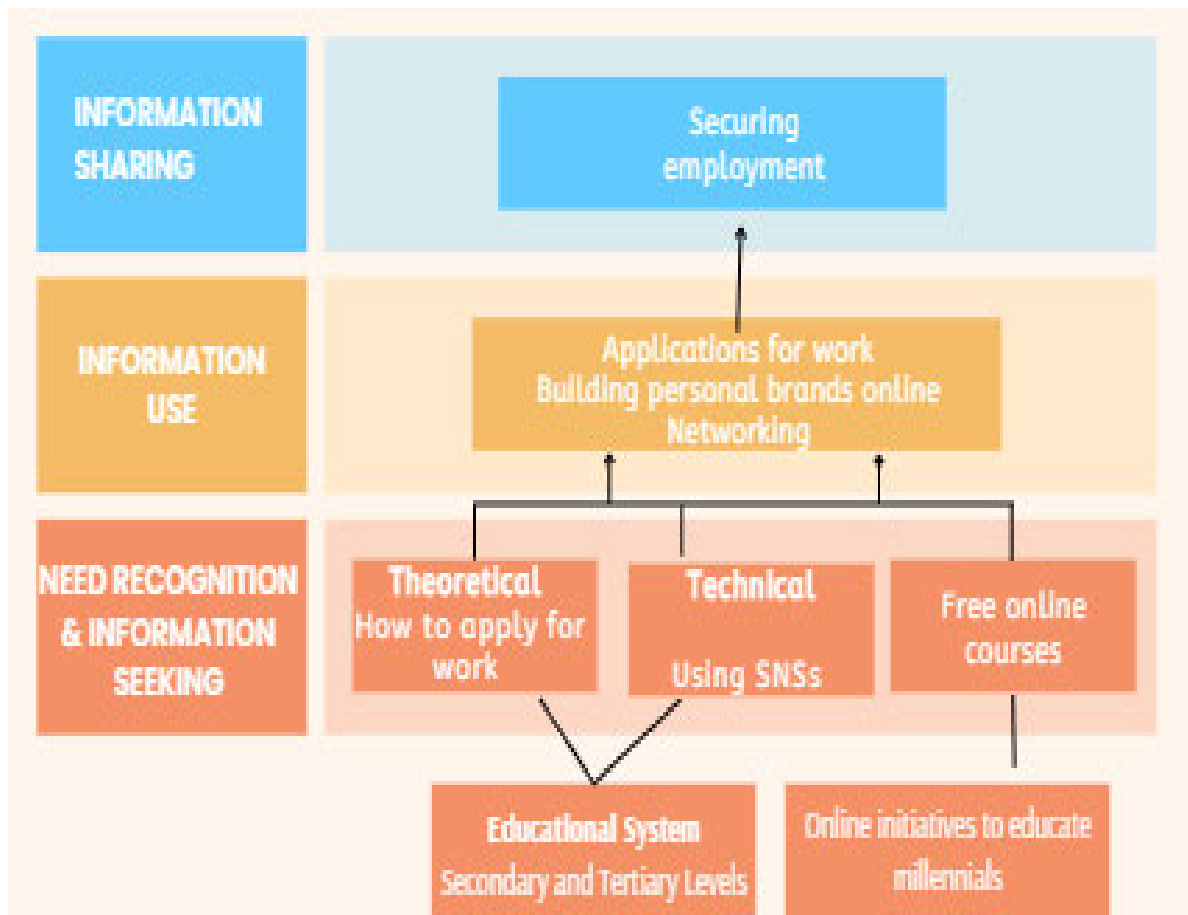 INFORMATION
SHARING
Securing
employment
INFORMATION
USE
Applications for work
Building personal brands online
Networking
NEED RECOGNITION
& INFORMATION
SEEKING
Theoretical
How to apply for
work
Technical
Using SNSs
Free online
courses
Educational System
Secondary and Tertiary Levels
Online initiatives to educate
millennials